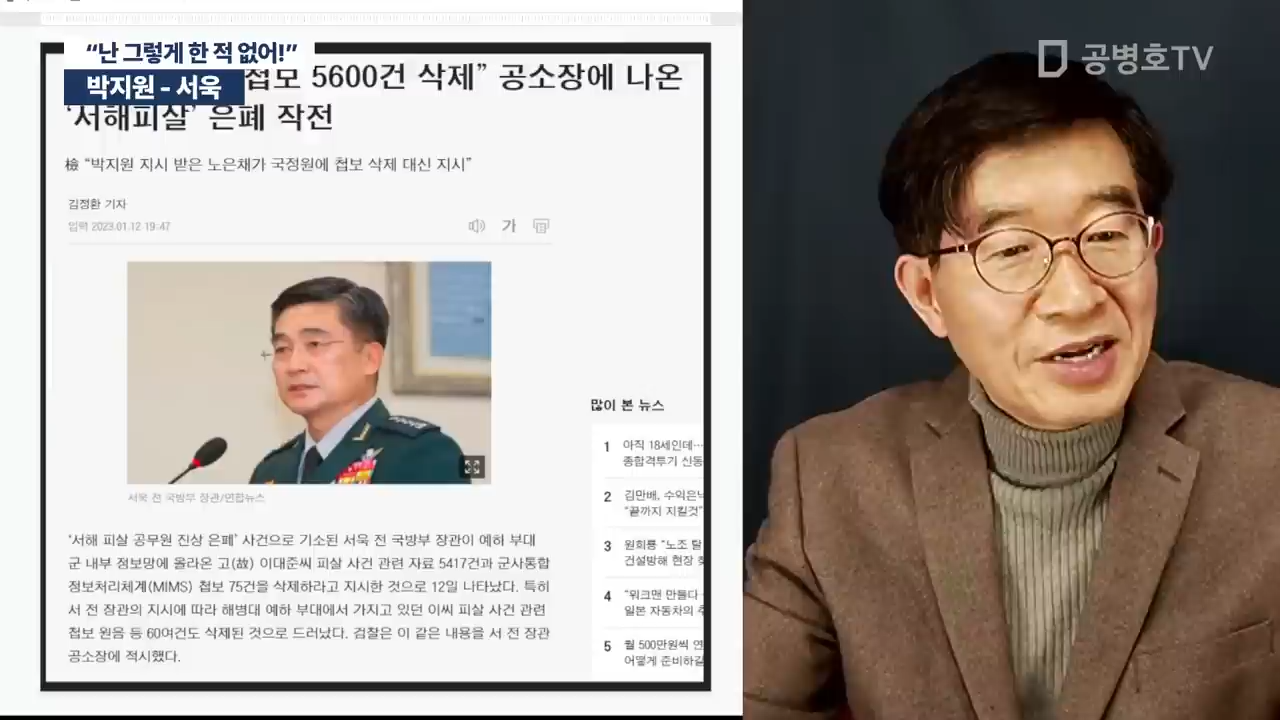 “난 그렇게 한 적 없어!”
박지원 - 서욱
첩보 5600건 삭제” 공소장에 나온
‘서해피살’ 은폐 작전
檢 “박지원 지시 받은 노은채가 국정원에 첩보 삭제 대신 지시”
김정환 기자
입력 2023.01.12 19:47
가
서욱 전 국방부 장관/연합뉴스
‘서해 피살 공무원 진상 은폐’ 사건으로 기소된 서욱 전 국방부 장관이 예하 부대
군 내부 정보망에 올라온 고(故) 이대준씨 피살 사건 관련 자료 5417건과 군사통합
정보처리체계(MIMS) 첩보 75건을 삭제하라고 지시한 것으로 12일 나타났다. 특히
서 전 장관의 지시에 따라 해병대 예하 부대에서 가지고 있던 이씨 피살 사건 관련
첩보 원음 등 60여건도 삭제된 것으로 드러났다. 검찰은 이 같은 내용을 서 전 장관
공소장에 적시했다.
많이 본 뉴스
1 아직 18세인데…
종합격투기 신동
2 김만배, 수익은닉
“끝까지 지킬것”
3 원희룡 “노조 탈
건설방해 현장
4 “워크맨 만들다
일본 자동차의
5 월 500만원씩 연
어떻게 준비하길
공병호TV